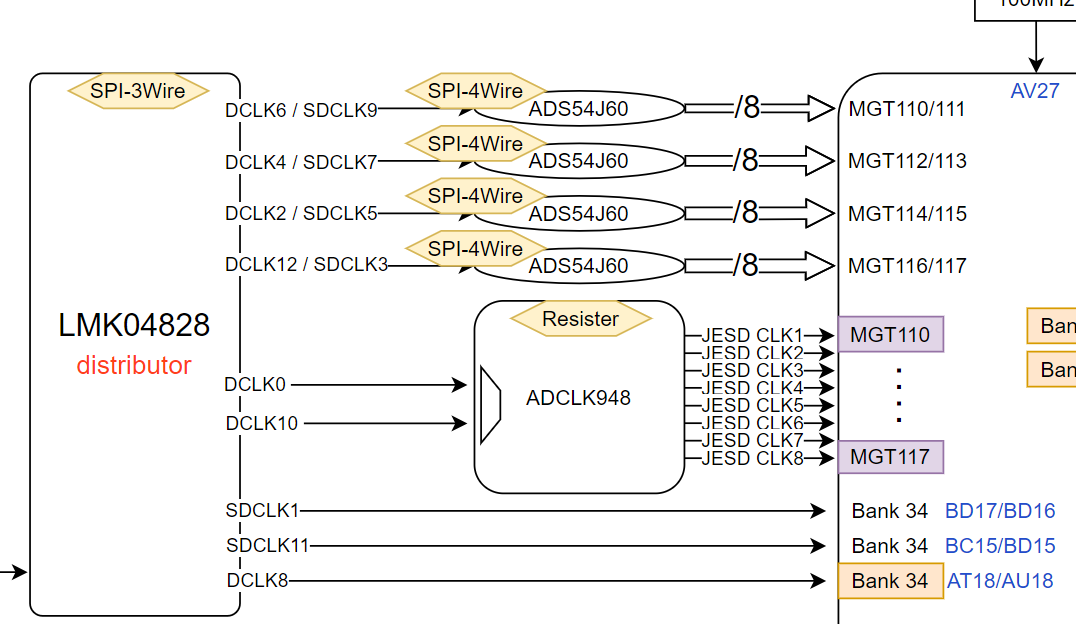 100MHz
AV27
SPI-3Wire
DCLK6 / SDCLK9
SPI-4Wire
ADS54J60
/8
MGT110/111
DCLK4 / SDCLK7
SPI-4Wire
ADS54J60
/8
MGT112/113
DCLK2 / SDCLK5
SPI-4Wire
ADS54J60
/8
MGT114/115
DCLK12 / SDCLK3
SPI-4Wire
ADS54J60
/8
MGT116/117
LMK04828
distributor
DCLK0
DCLK10
Resister
ADCLK948
JESD CLK1
JESD CLK2
JESD CLK3
JESD CLK4
JESD CLK5
JESD CLK6
JESD CLK7
JESD CLK8
MGT110
MGT117
Ban
Ban
SDCLK1
Bank 34 BD17/BD16
SDCLK11
Bank 34 BC15/BD15
DCLK8
Bank 34 AT18/AU18